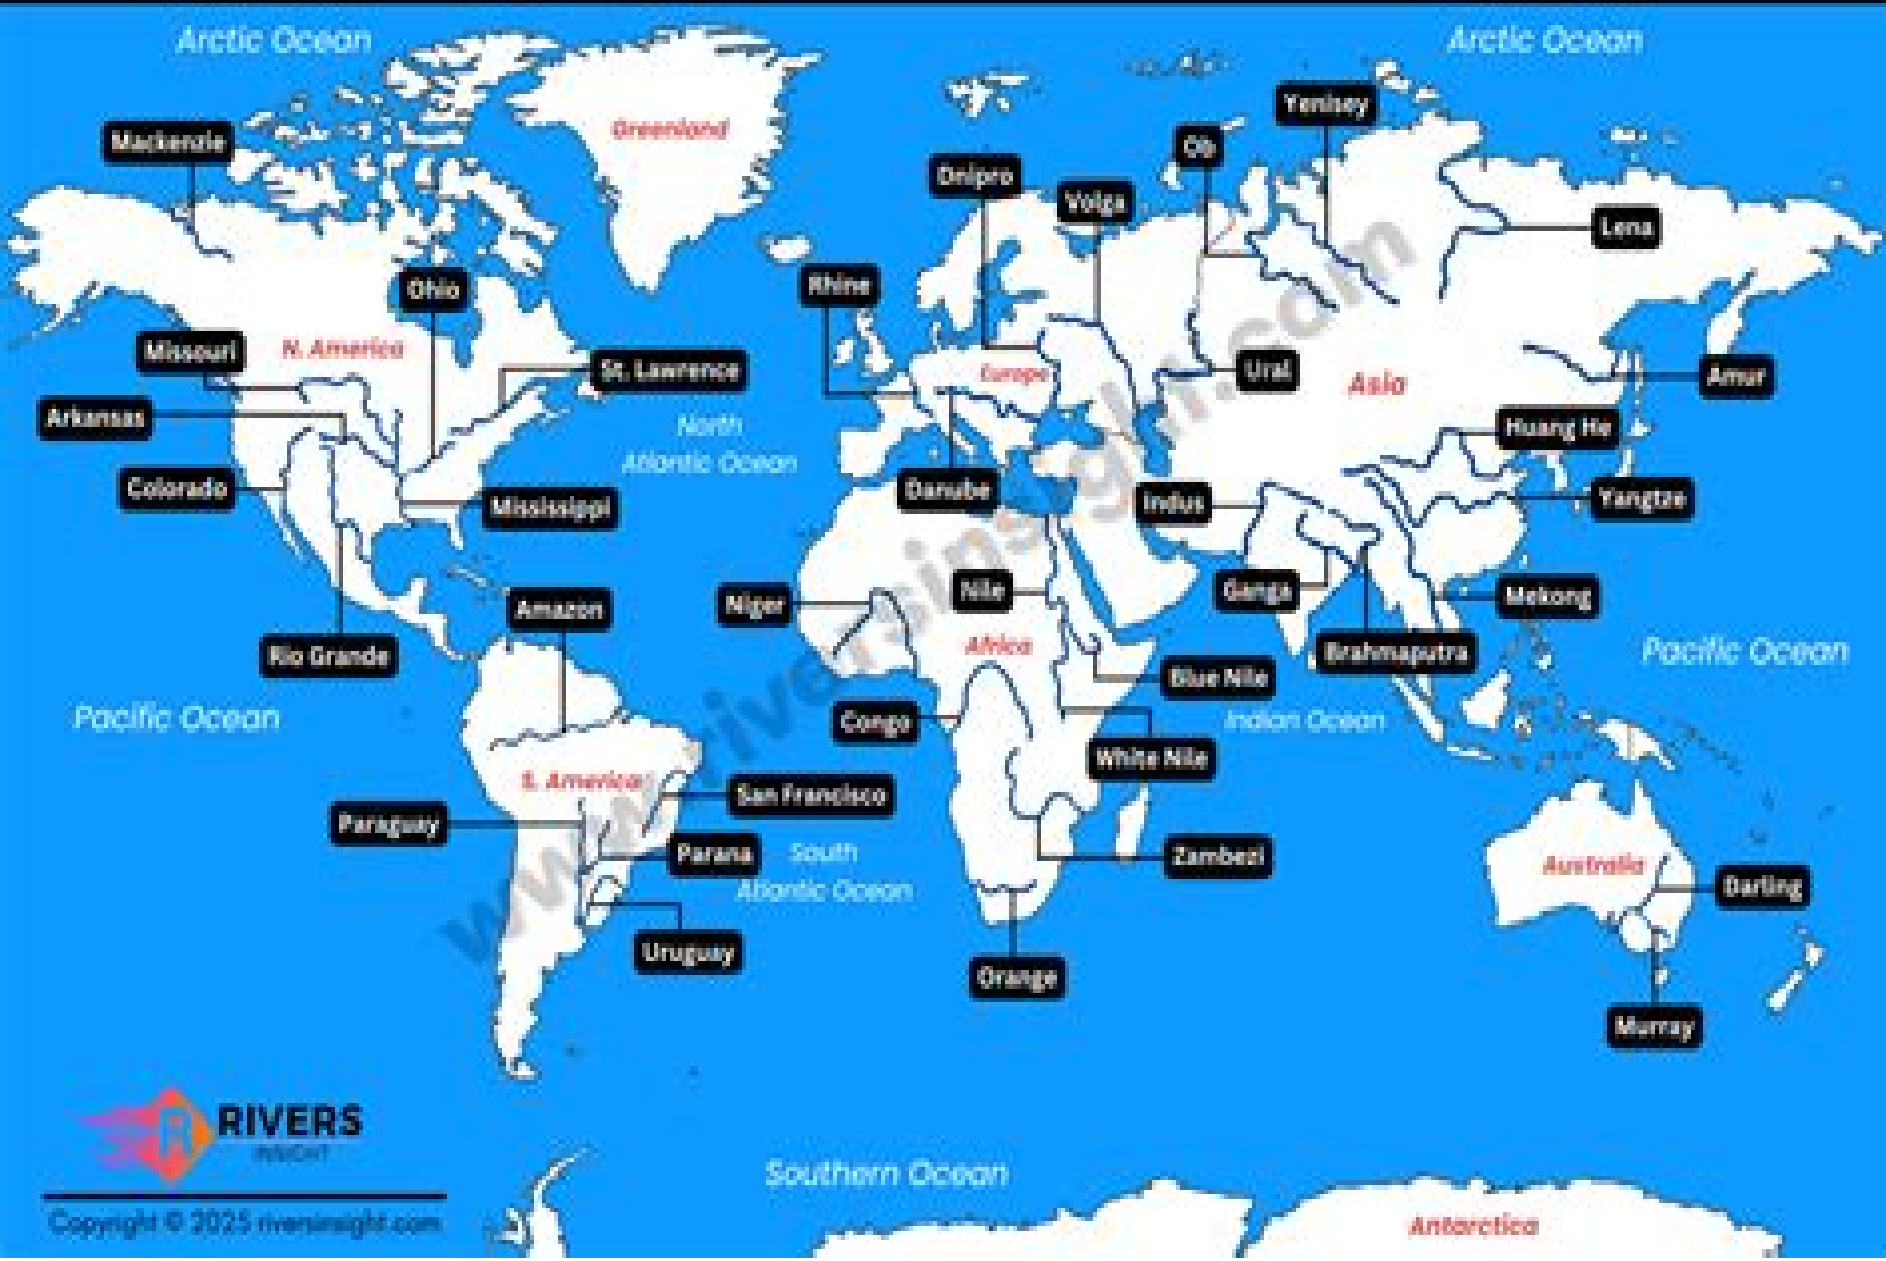 Arctic Ocean
Arctic Ocean
Yenisey
Greenland
Mackenzie
Ob
Dnipro
Volga
Lena
Rhine
Ohio
Missouri
N. America
St. Lawrence
Europe
Ural
Asia
Amur
Arkansas
North
Atlantic Ocean
Huang He
Colorado
Mississippi
Danube
Indus
Yangtze
Niger
Nile
Ganga
Mekong
Amazon
Rio Grande
Africa
Brahmaputra
Pacific Ocean
Blue Nile
Pacific Ocean
Congo
Indian Ocean
White Nile
S. America
San Francisco
Paraguay
Parana
South
Atlantic Ocean
Zambezi
Australia
Darling
Uruguay
Orange
Murray
www.riversinsight.com
R
RIVERS
INSIGHT
Southern Ocean
Copyright © 2025 riversinsight.com
Antarctica